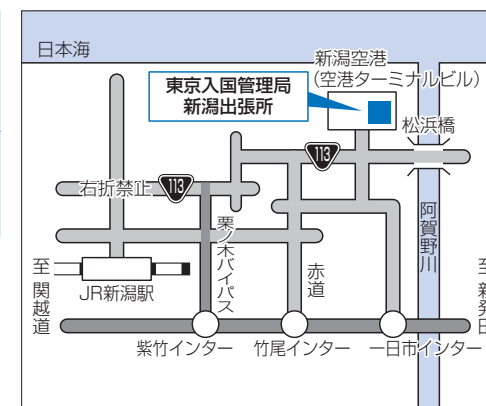 日本海
新潟空港
(空港ターミナルビル)
東京入国管理局
新潟出張所
松浜橋
113
右折禁止
113
栗ノ木バイパス
阿賀野川
赤道
至関越道
JR新潟駅
至新発田
紫竹インター
竹尾インター
一日市インター